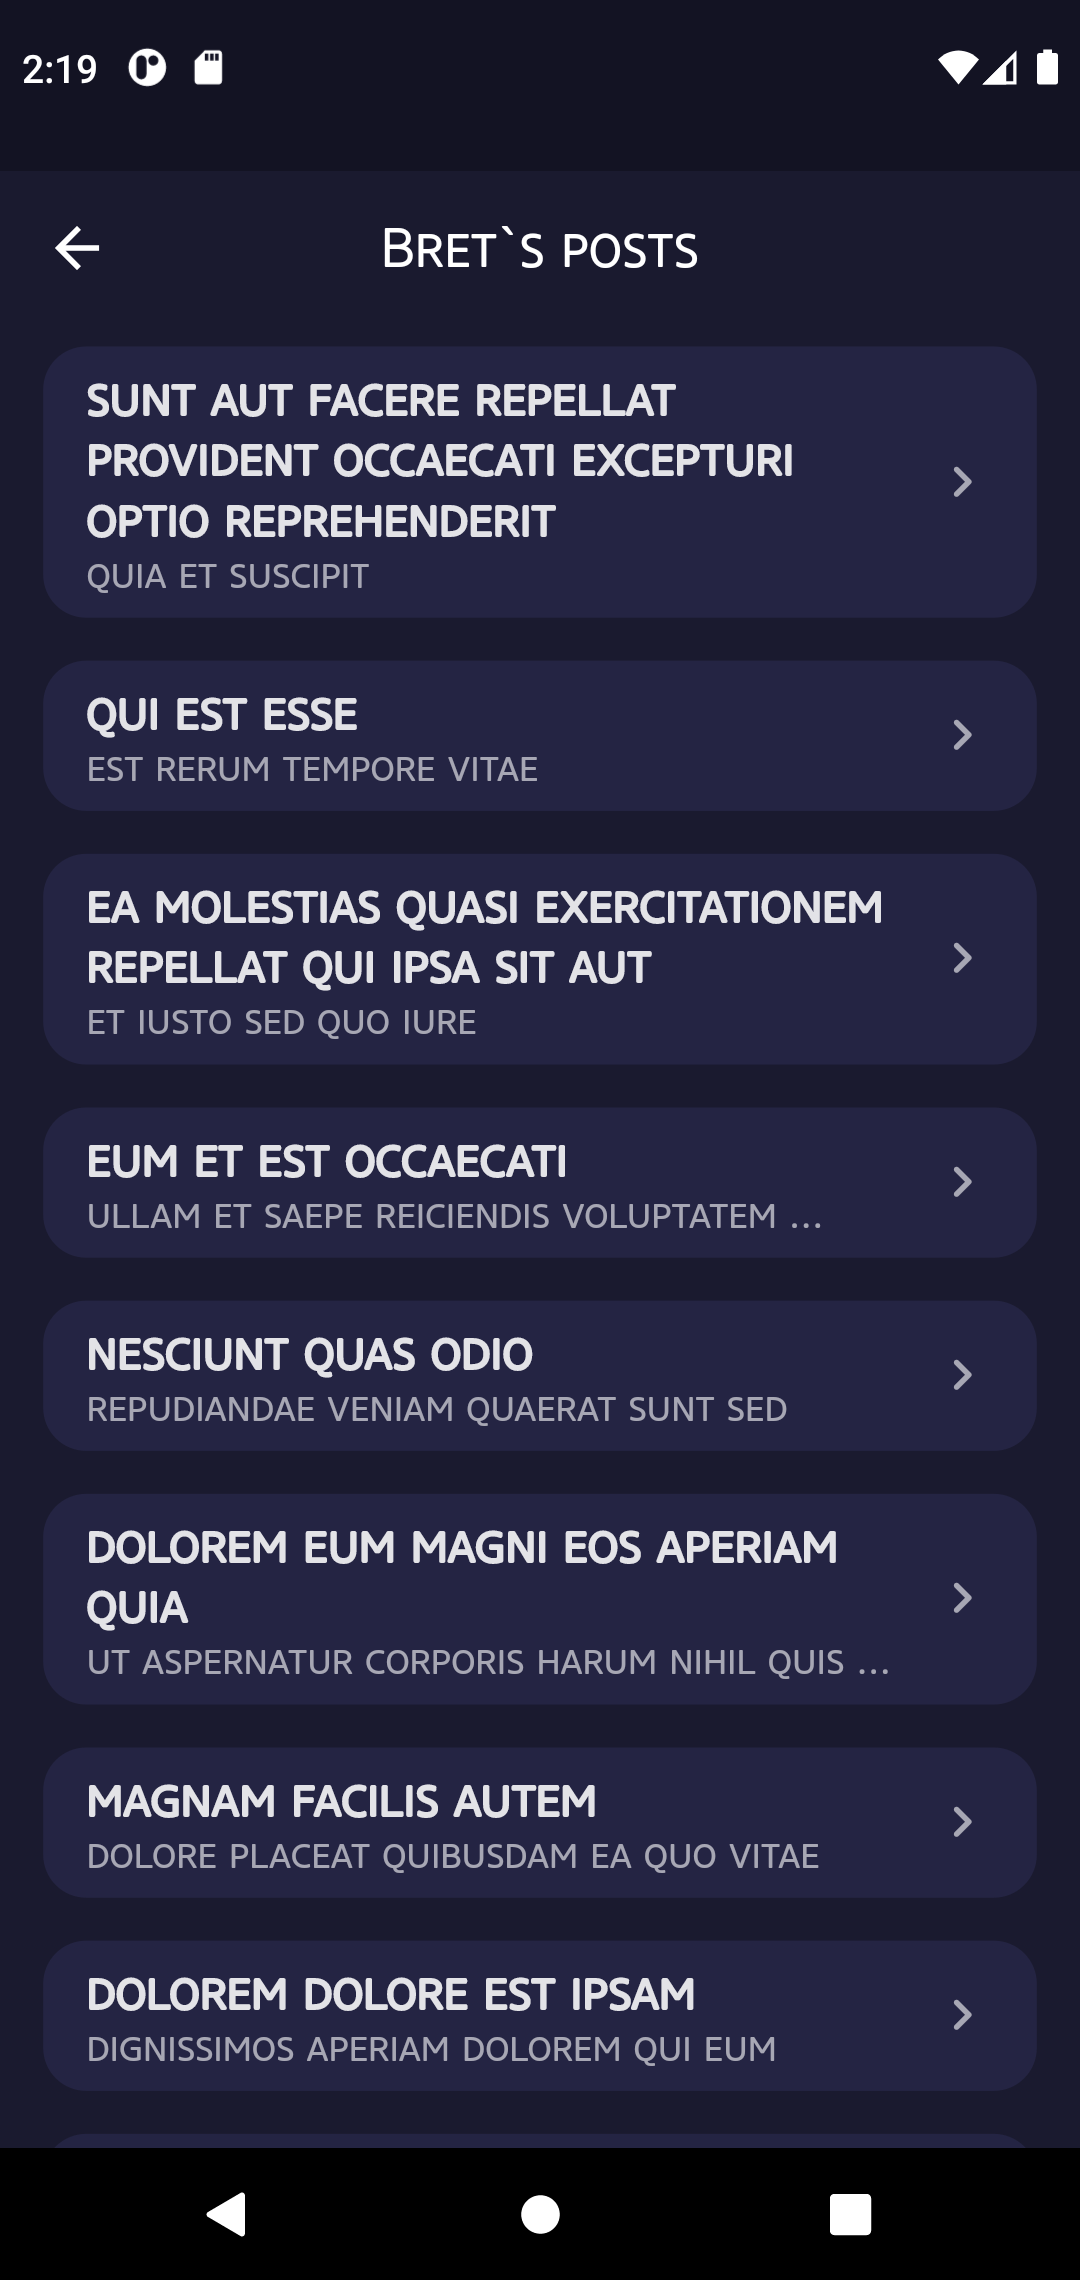 2:19
Bret`s posts
SUNT AUT FACERE REPELLAT
PROVIDENT OCCAECATI EXCEPTURI
OPTIO REPREHENDERIT
QUIA ET SUSCIPIT
QUI EST ESSE
EST RERUM TEMPORE VITAE
EA MOLESTIAS QUASI EXERCITATIONEM
REPELLAT QUI IPSA SIT AUT
ET IUSTO SED QUO IURE
EUM ET EST OCCAECATI
ULLAM ET SAEPE REICIENDIS VOLUPTATEM ...
NESCIUNT QUAS ODIO
REPUDIANDAE VENIAM QUAERAT SUNT SED
DOLOREM EUM MAGNI EOS APERIAM
QUIA
UT ASPERNATUR CORPORIS HARUM NIHIL QUIS ...
MAGNAM FACILIS AUTEM
DOLORE PLACEAT QUIBUSDAM EA QUO VITAE
DOLOREM DOLORE EST IPSAM
DIGNISSIMOS APERIAM DOLOREM QUI EUM